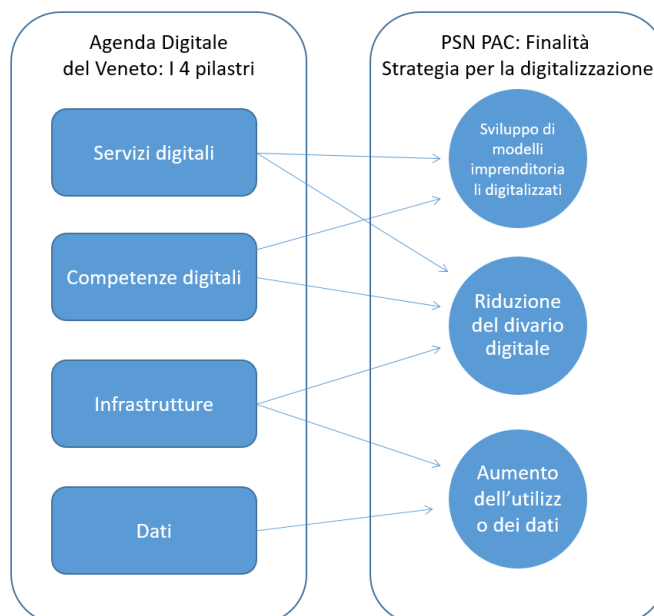 Agenda Digitale
del Veneto: I 4 pilastri
Servizi digitali
Competenze digitali
Infrastrutture
Dati
PSN PAC: Finalità
Strategia per la digitalizzazione
Sviluppo di
modelli
imprenditoria
li digitalizzati
Riduzione
del divario
digitale
Aumento
dell’utilizz
o dei dati